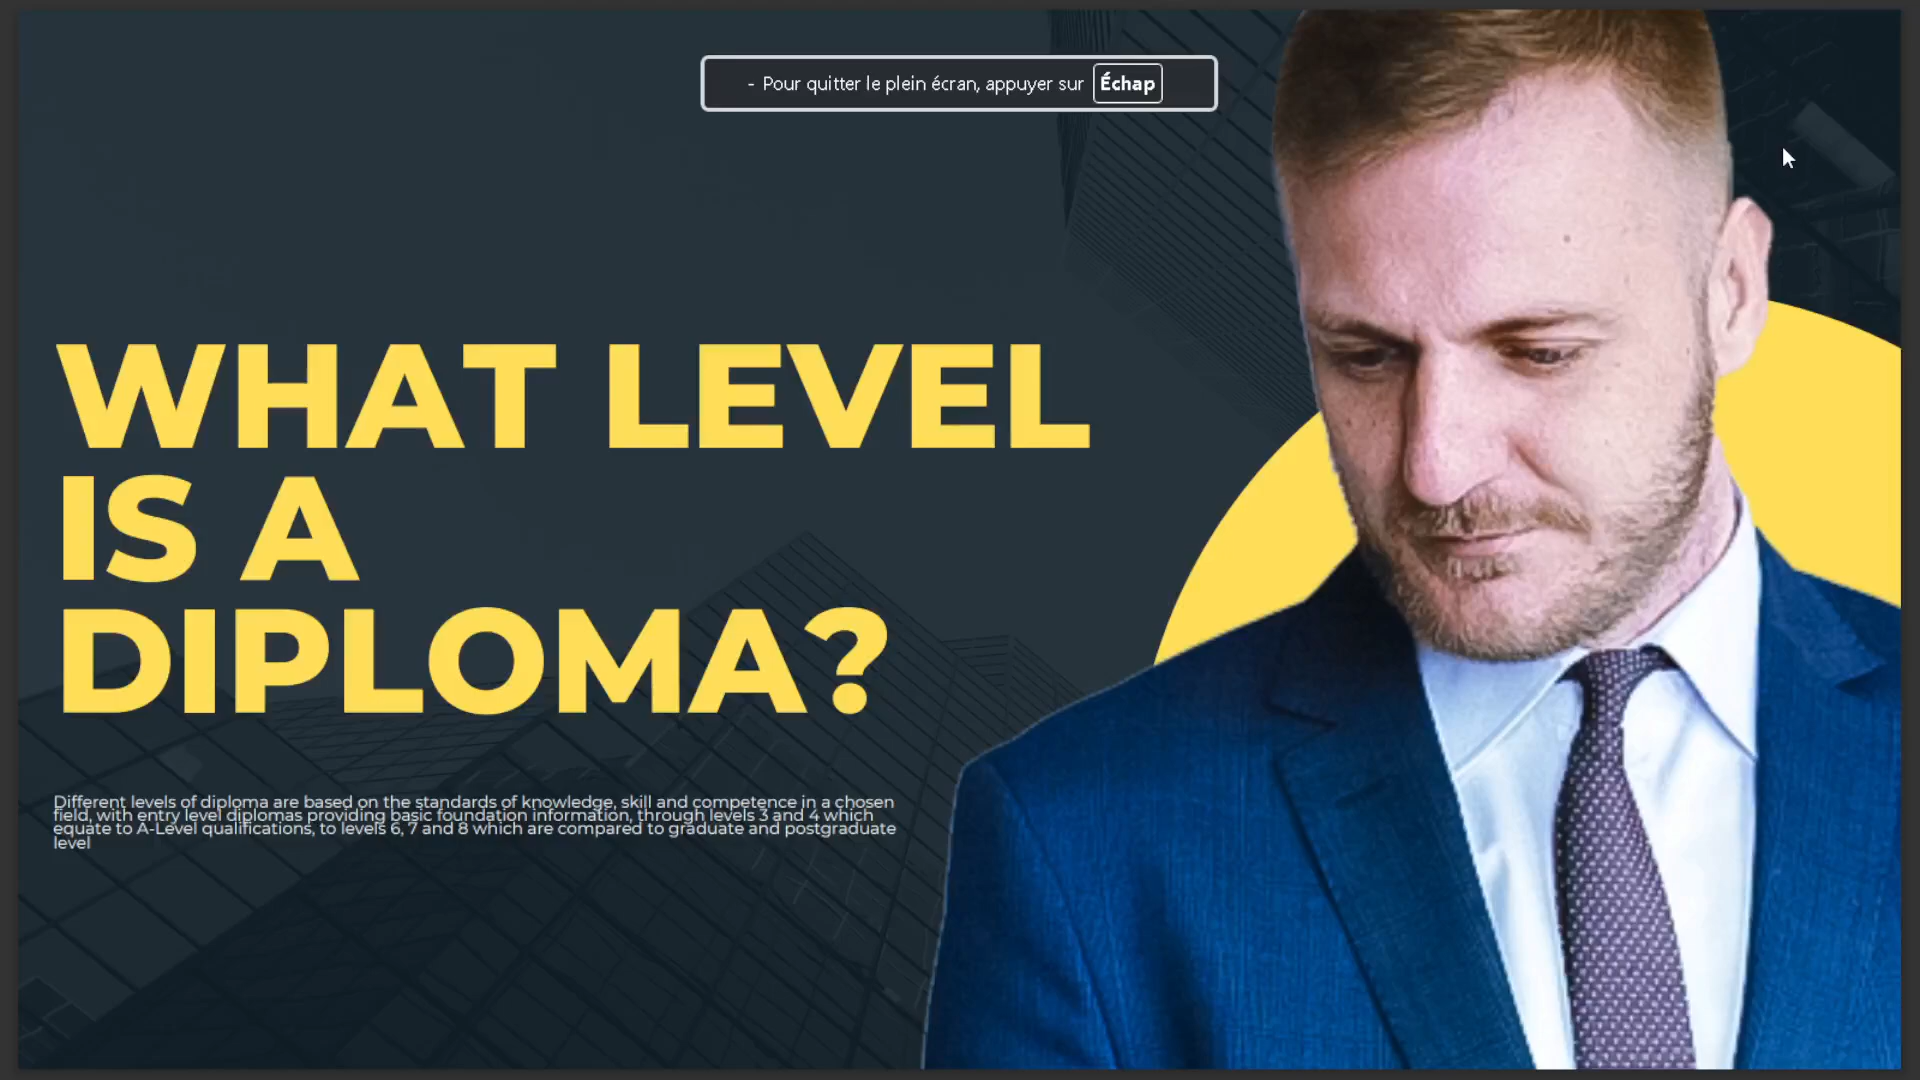 - Pour quitter le plein écran, appuyer sur Échap
WHAT LEVEL
IS A
DIPLOMA?
Different levels of diploma are based on the standards of knowledge, skill and competence in a chosen
field, with entry level diplomas providing basic foundation information, through levels 3 and 4 which
equate to A-Level qualifications, to levels 6, 7 and 8 which are compared to graduate and postgraduate
level